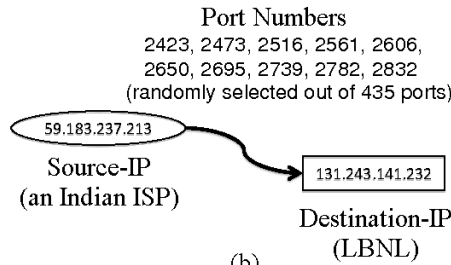 Port Numbers
2423, 2473, 2516, 2561, 2606,
2650, 2695, 2739, 2782, 2832
(randomly selected out of 435 ports)
59.183.237.213
Source-IP
(an Indian ISP)
131.243.141.232
Destination-IP
(LBNL)
(b)